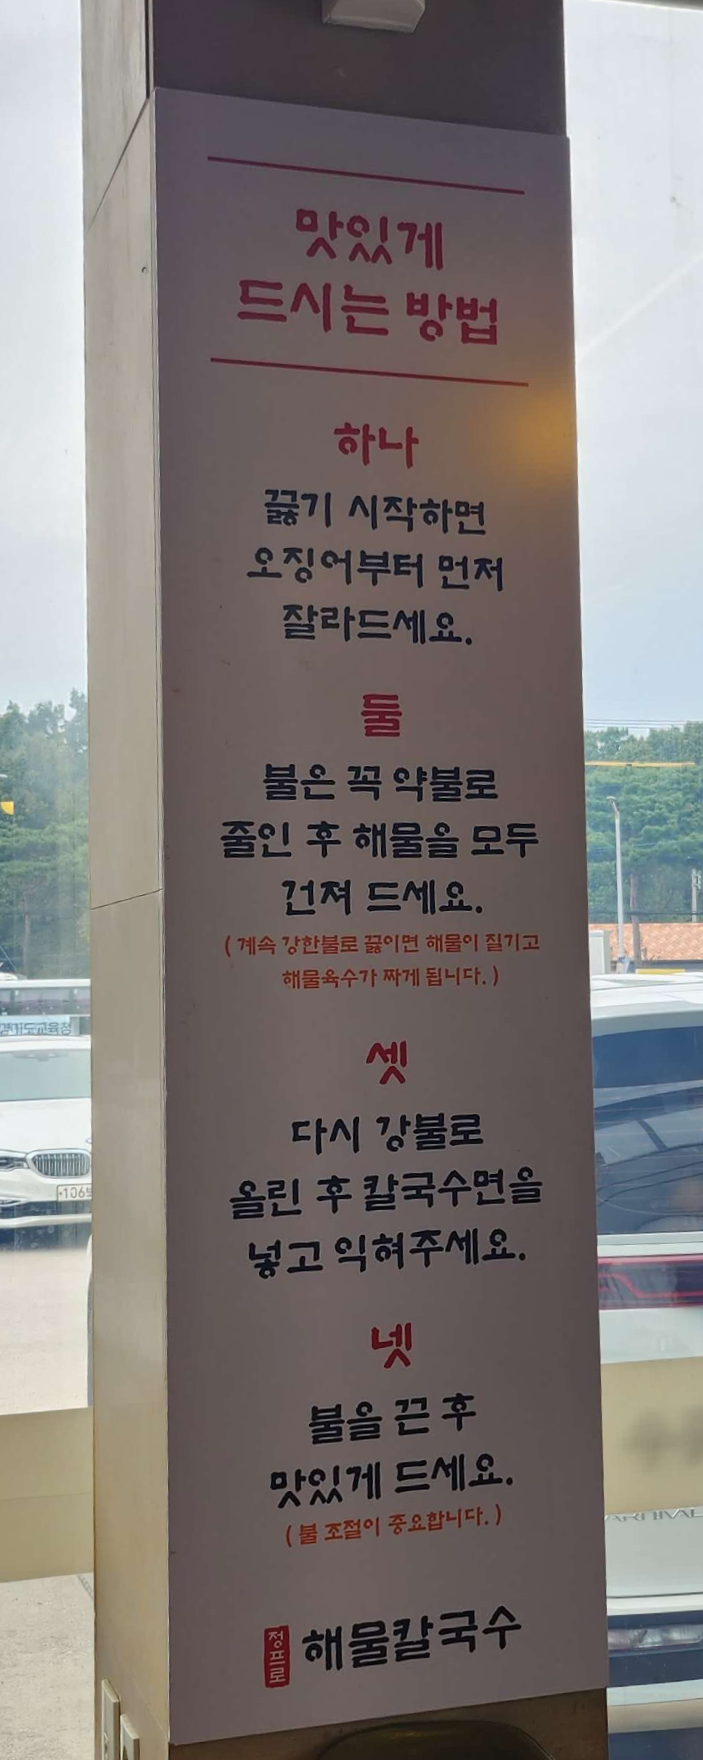 맛있게
드시는 방법
하나
끓기 시작하면
오징어부터 먼저
잘라드세요.
둘
불은 꼭 약불로
줄인 후 해물을 모두
건져 드세요.
( 계속 강한불로 끓이면 해물이 질기고
해물육수가 짜게 됩니다. )
셋
다시 강불로
올린 후 칼국수면을
넣고 익혀주세요.
넷
불을 끈 후
맛있게 드세요.
( 불 조절이 중요합니다. )
정프로 해물칼국수